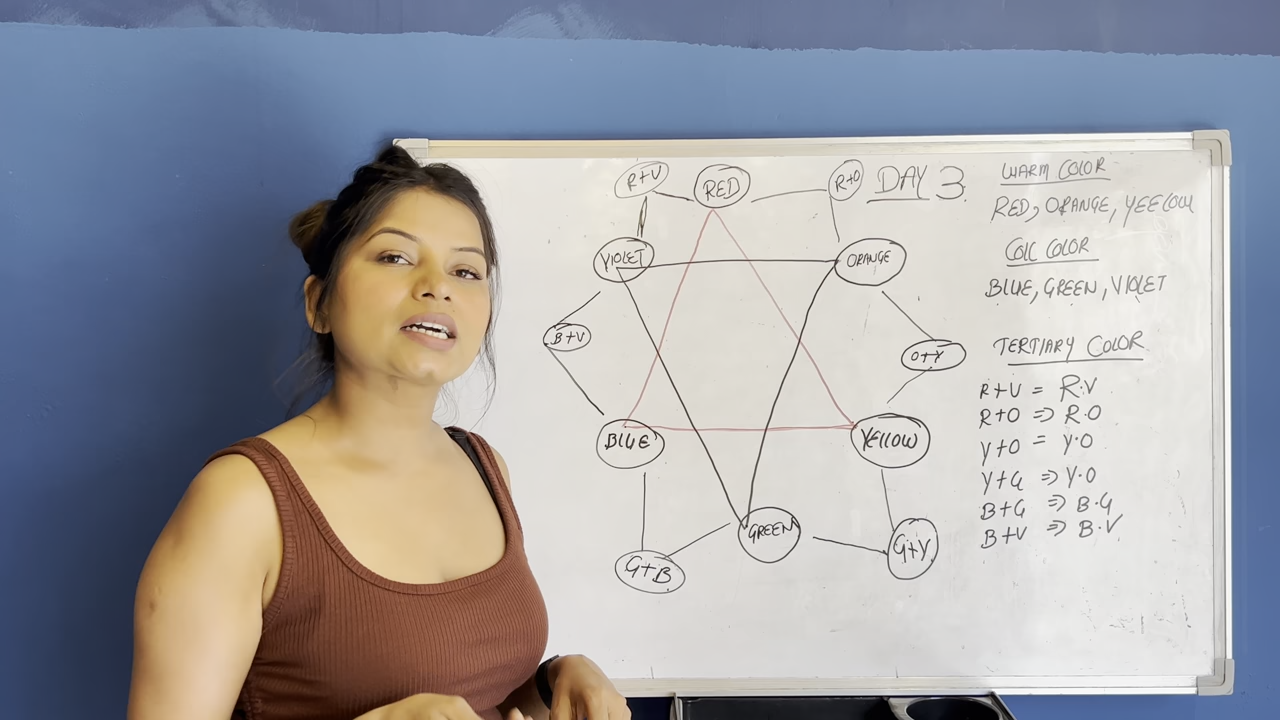 R+V
RED
R+O
DAY 3
VIOLET
ORANGE
B+V
O+Y
BLUE
YELLOW
GREEN
G+B
G+Y
WARM COLOR
RED, ORANGE, YEELOW
COLL COLOR
BLUE, GREEN, VIOLET
TERTIARY COLOR
R+V = R.V
R+O => R.O
Y+O = Y.O
Y+G => Y.O
B+G => B.G
B+V => B.V